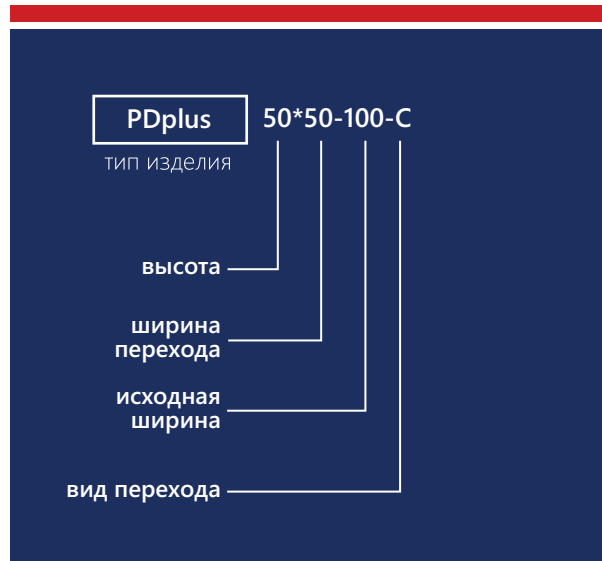 PDplus 50*50-100-C
тип изделия
высота
ширина
перехода
исходная
ширина
вид перехода